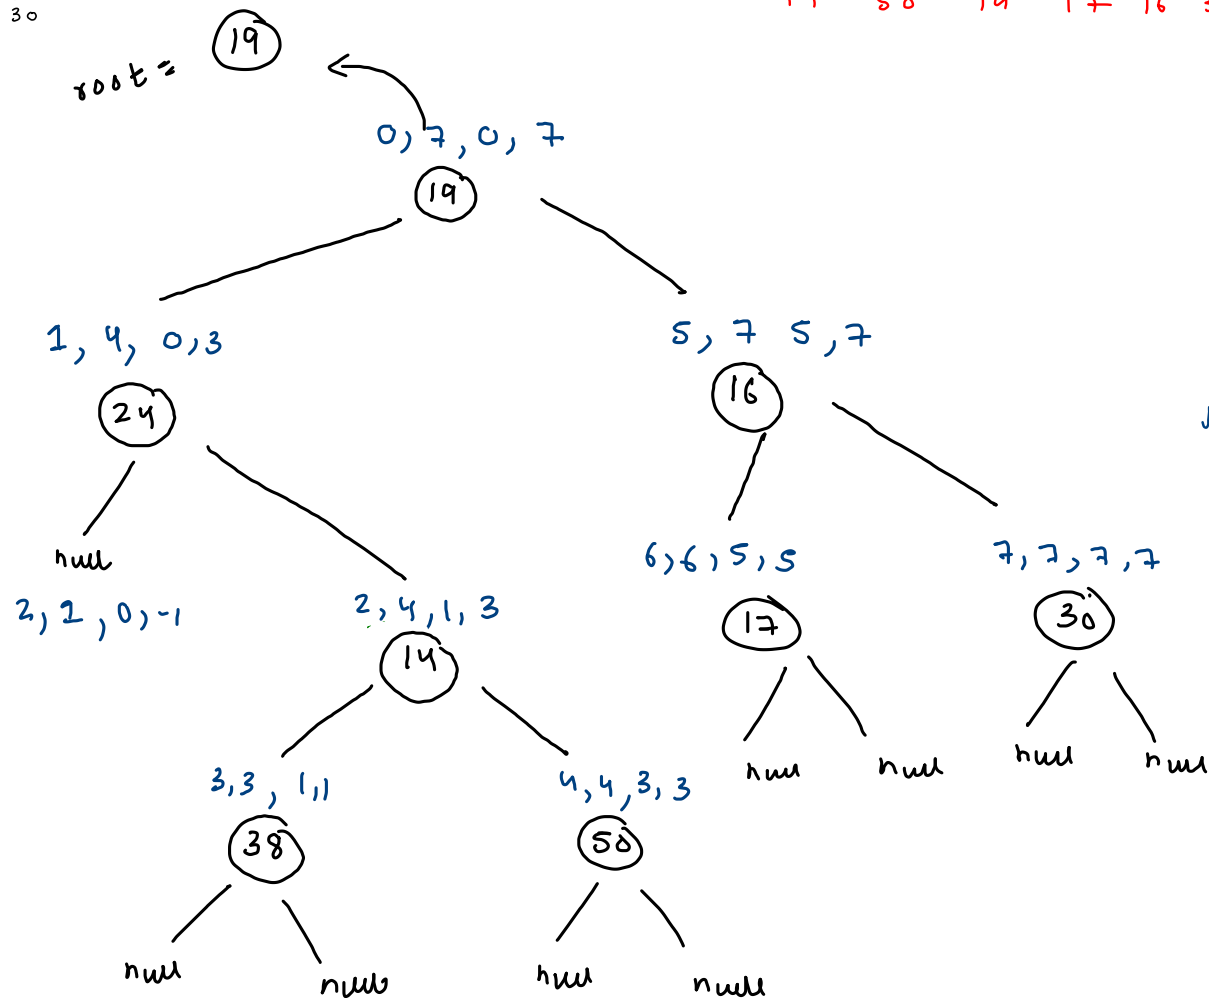 30
19
root =
0, 7, 0, 7
19
1, 4, 0, 3
5, 7 5, 7
24
16
null
6, 6, 5, 5
7, 7, 7, 7
2, 1, 0, -1
2, 4, 1, 3
17
30
14
null
null
null
null
3, 3, 1, 1
4, 4, 3, 3
38
50
null
null
null
null